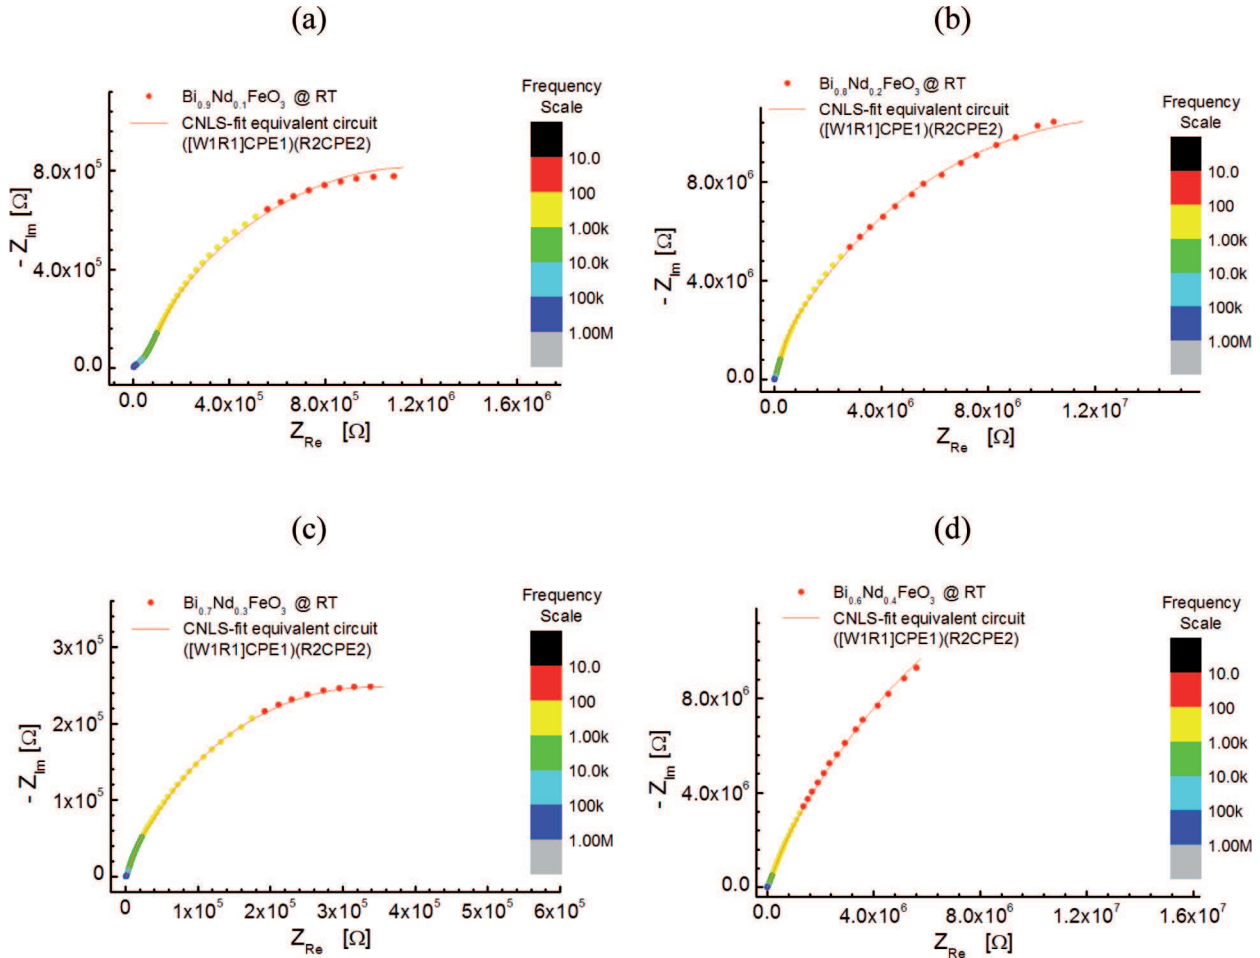 (a)
Bi0.9Nd0.1FeO3 @ RT
CNLS-fit equivalent circuit
([W1R1]CPE1)(R2CPE2)
Frequency
Scale
10.0
100
1.00k
10.0k
100k
1.00M
8.0x10^5
4.0x10^5
0.0
- ZIm [Ω]
0.0
4.0x10^5
8.0x10^5
1.2x10^6
1.6x10^6
ZRe [Ω]
(b)
Bi0.8Nd0.2FeO3 @ RT
CNLS-fit equivalent circuit
([W1R1]CPE1)(R2CPE2)
Frequency
Scale
10.0
100
1.00k
10.0k
100k
1.00M
8.0x10^6
4.0x10^6
0.0
- ZIm [Ω]
0.0
4.0x10^6
8.0x10^6
1.2x10^7
ZRe [Ω]
(c)
Bi0.7Nd0.3FeO3 @ RT
CNLS-fit equivalent circuit
([W1R1]CPE1)(R2CPE2)
Frequency
Scale
10.0
100
1.00k
10.0k
100k
1.00M
3x10^5
2x10^5
1x10^5
0
- ZIm [Ω]
0
1x10^5
2x10^5
3x10^5
4x10^5
5x10^5
6x10^5
ZRe [Ω]
(d)
Bi0.6Nd0.4FeO3 @ RT
CNLS-fit equivalent circuit
([W1R1]CPE1)(R2CPE2)
Frequency
Scale
10.0
100
1.00k
10.0k
100k
1.00M
8.0x10^6
4.0x10^6
0.0
- ZIm [Ω]
0.0
4.0x10^6
8.0x10^6
1.2x10^7
1.6x10^7
ZRe [Ω]